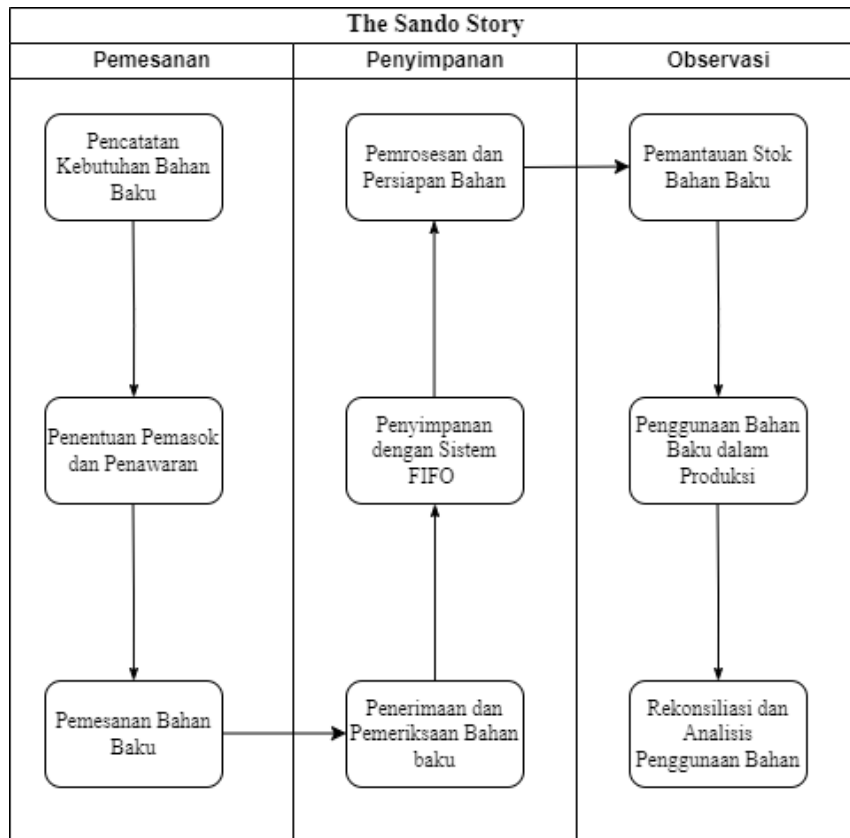 The Sando Story
Pemesanan
Penyimpanan
Observasi
Pencatatan
Kebutuhan Bahan
Baku
Penentuan Pemasok
dan Penawaran
Pemesanan Bahan
Baku
Penerimaan dan
Pemeriksaan Bahan
baku
Penyimpanan
dengan Sistem
FIFO
Pemrosesan dan
Persiapan Bahan
Pemantauan Stok
Bahan Baku
Penggunaan Bahan
Baku dalam
Produksi
Rekonsiliasi dan
Analisis
Penggunaan Bahan